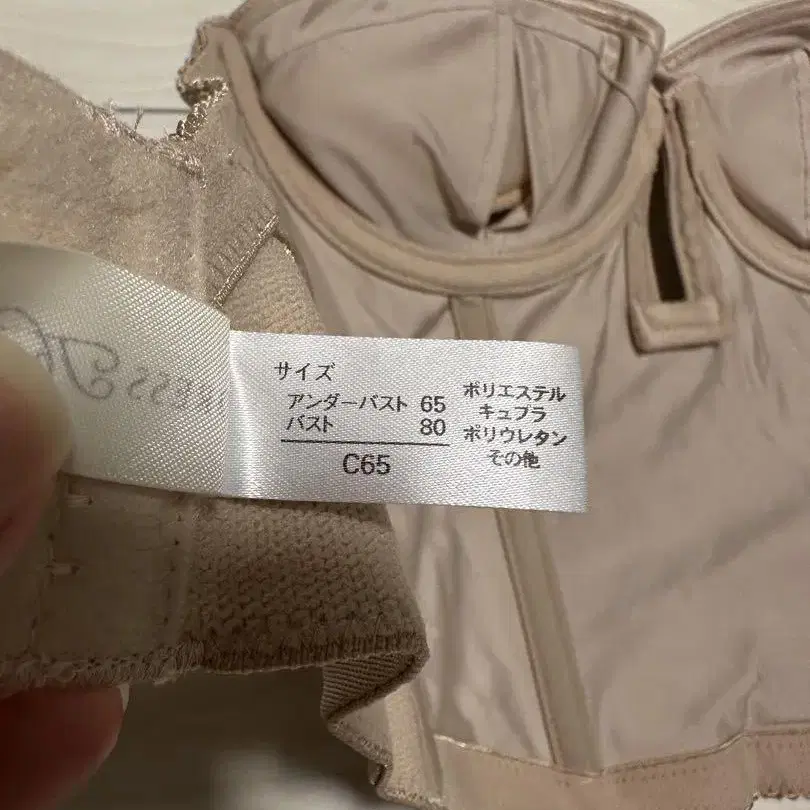 サイズ
アンダーバスト 65
バスト 80
C65
ポリエステル
キュプラ
ポリウレタン
その他